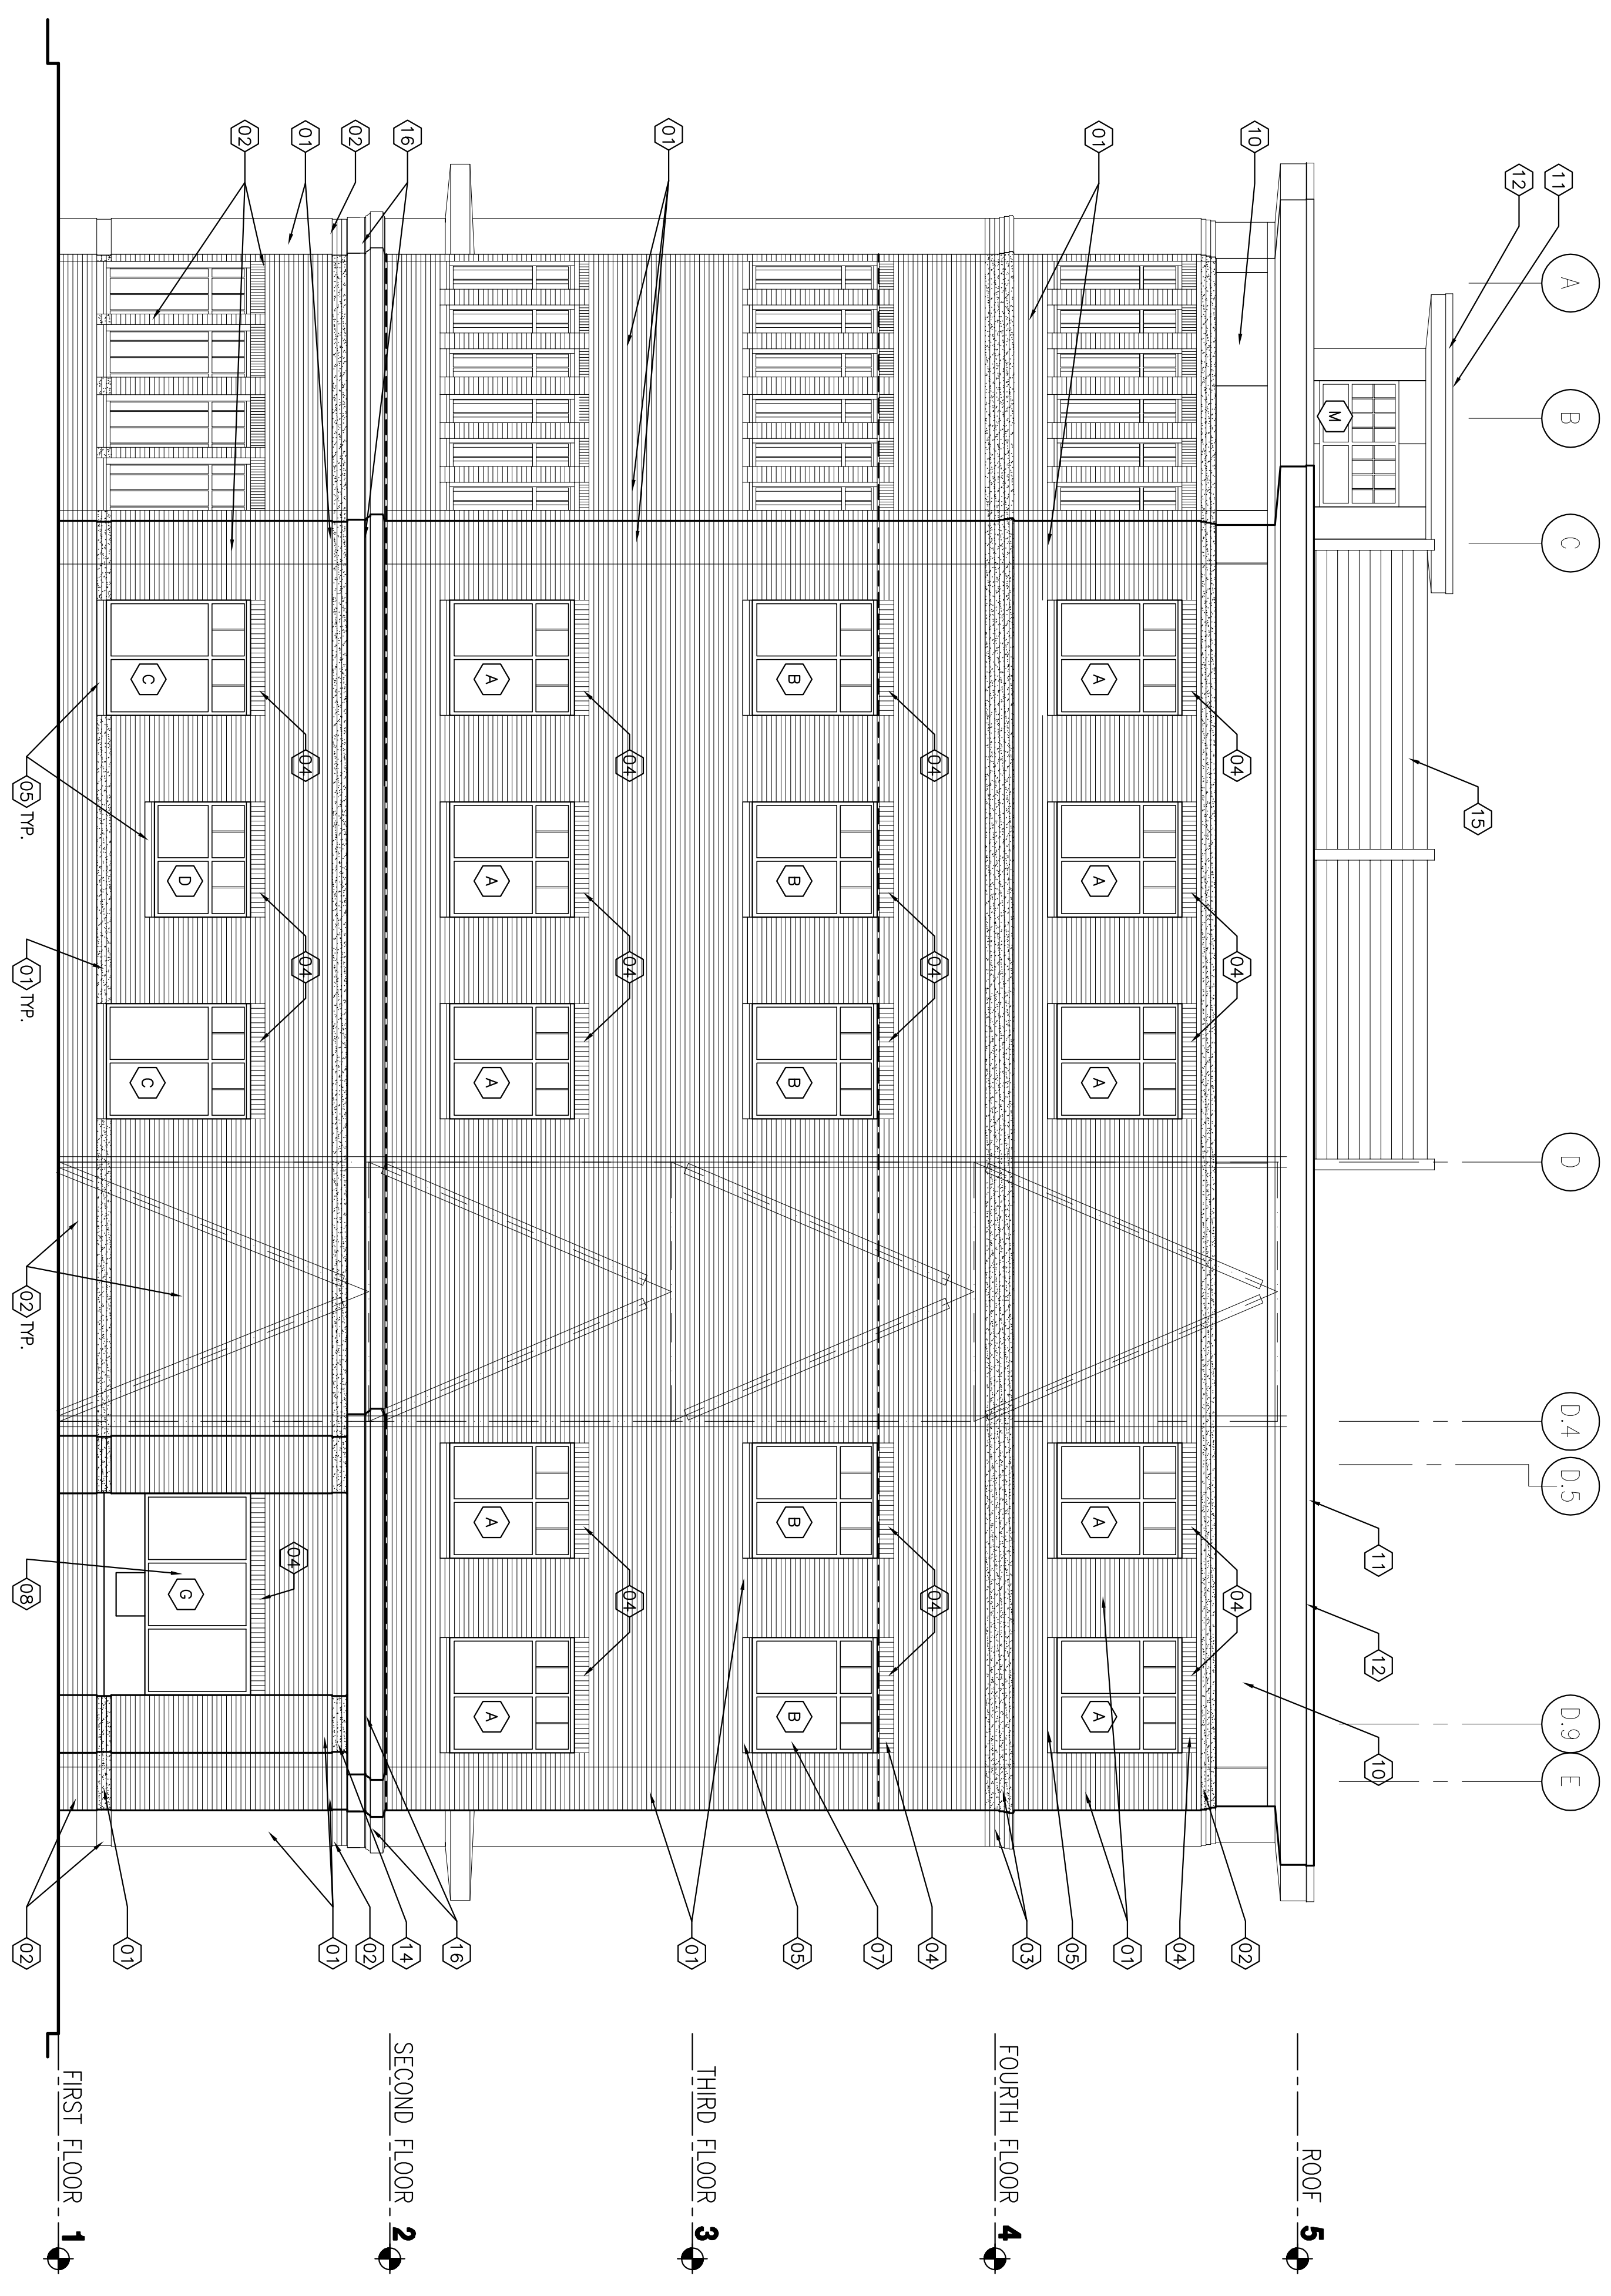 A B C D D.4 D.5 D.9 E
11
12
15
11 12 10
M
ROOF 5
10 02
04 04 04
04
01
01
A A A A A
05
03
FOURTH FLOOR 4
04 04 04 04
07
B B B B B 05
THIRD FLOOR 3
01
01
04 04 04
A A A A A
16
16 14
SECOND FLOOR 2
02 02
01 04 04 01
04
02
D G
C C
01
FIRST FLOOR 1
05 TYP. 01 TYP. 02 TYP. 08 02